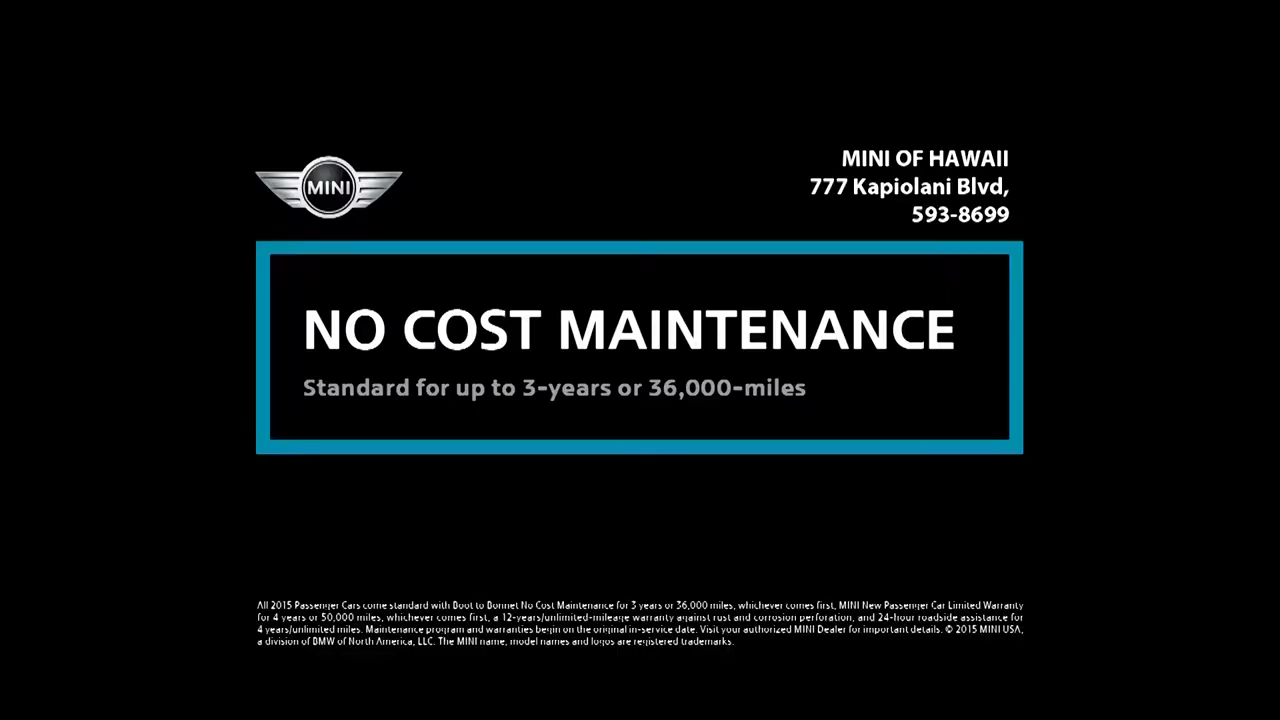 MINI
MINI OF HAWAII
777 Kapiolani Blvd,
593-8699
NO COST MAINTENANCE
Standard for up to 3-years or 36,000-miles
All 2015 Passenger Cars come standard with Boot to Bonnet No Cost Maintenance for 3 years or 36,000 miles, whichever comes first, MINI New Passenger Car Limited Warranty
for 4 years or 50,000 miles, whichever comes first, a 12-years/unlimited-mileage warranty against rust and corrosion perforation, and 24-hour roadside assistance for
4 years/unlimited miles. Maintenance program and warranties begin on the original in-service date. Visit your authorized MINI Dealer for important details. © 2015 MINI USA,
a division of BMW of North America, LLC. The MINI name, model names and logos are registered trademarks.